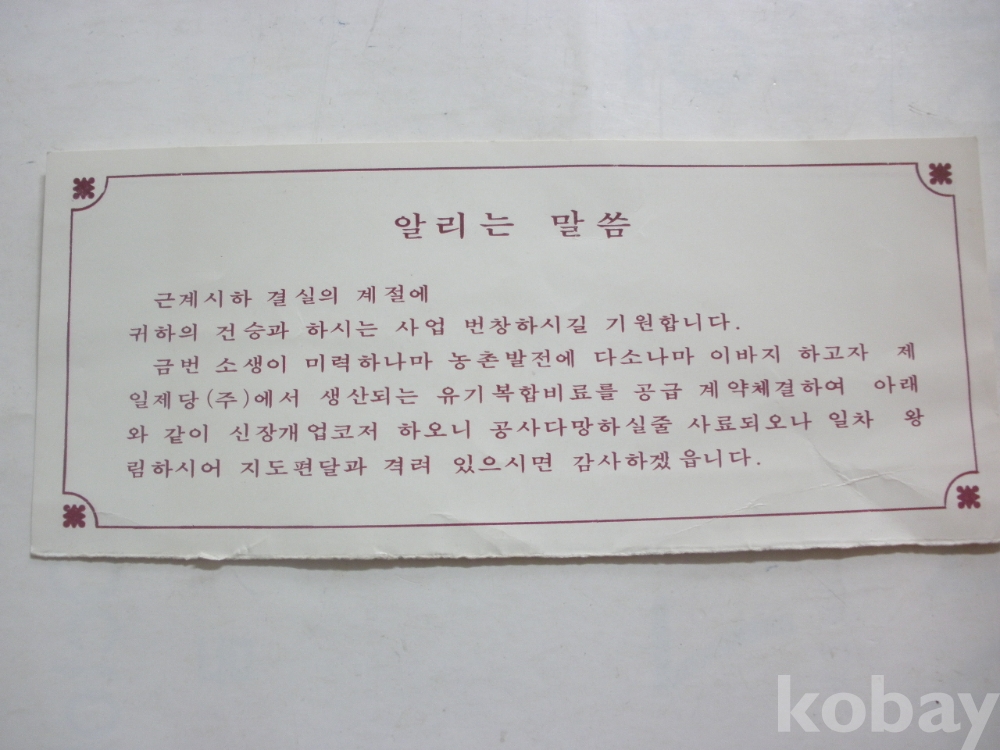 알리는 말씀
근계시하 결실의 계절에
귀하의 건승과 하시는 사업 번창하시길 기원합니다.
금번 소생이 미력하나마 농촌발전에 다소나마 이바지 하고자 제
일제당(주)에서 생산되는 유기복합비료를 공급 계약체결하여 아래
와 같이 신장개업코저 하오니 공사다망하실줄 사료되오나 일차 왕
림하시어 지도편달과 격려 있으시면 감사하겠읍니다.
kobay